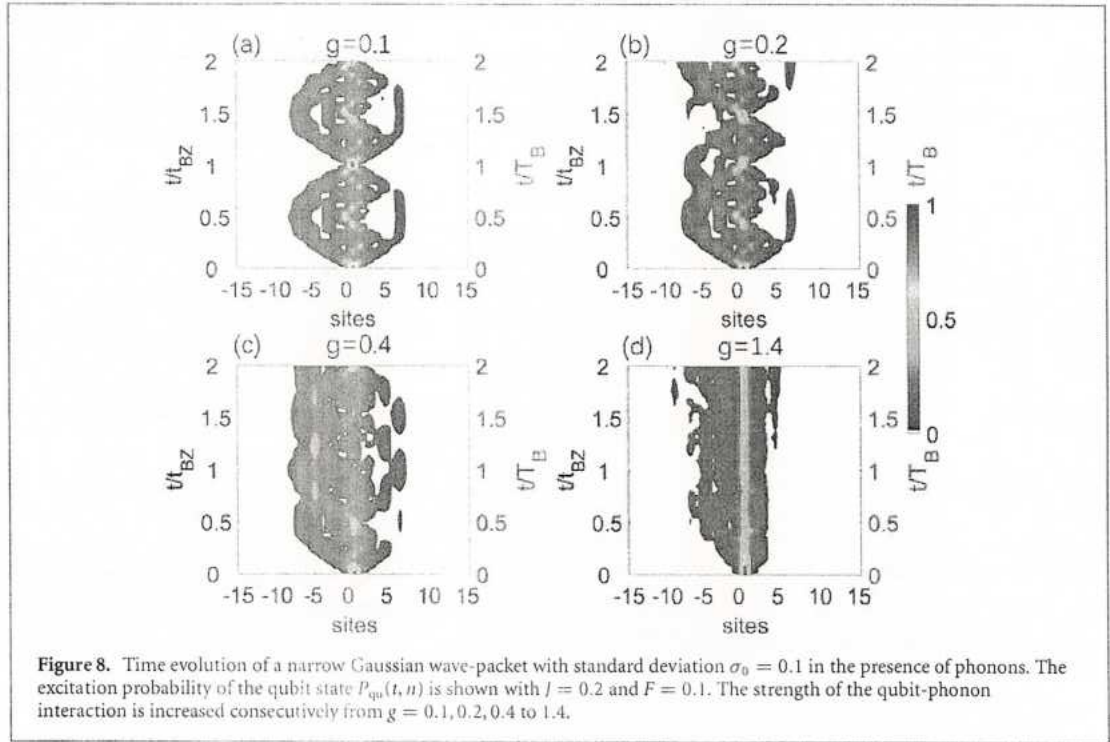 (a) g=0.1
(b) g=0.2
2
1.5
1
0.5
0
t/t_BZ
2
1.5
1
0.5
0
t/T_B
2
1.5
1
0.5
0
t/t_BZ
2
1.5
1
0.5
0
t/T_B
1
0.5
0
-15 -10 -5 0 5 10 15
sites
-15 -10 -5 0 5 10 15
sites
(c) g=0.4
(d) g=1.4
2
1.5
1
0.5
0
t/t_BZ
2
1.5
1
0.5
0
t/T_B
2
1.5
1
0.5
0
t/t_BZ
2
1.5
1
0.5
0
t/T_B
-15 -10 -5 0 5 10 15
sites
-15 -10 -5 0 5 10 15
sites
Figure 8. Time evolution of a narrow Gaussian wave-packet with standard deviation σ₀ = 0.1 in the presence of phonons. The
excitation probability of the qubit state P_qu(t, n) is shown with J = 0.2 and F = 0.1. The strength of the qubit-phonon
interaction is increased consecutively from g = 0.1, 0.2, 0.4 to 1.4.